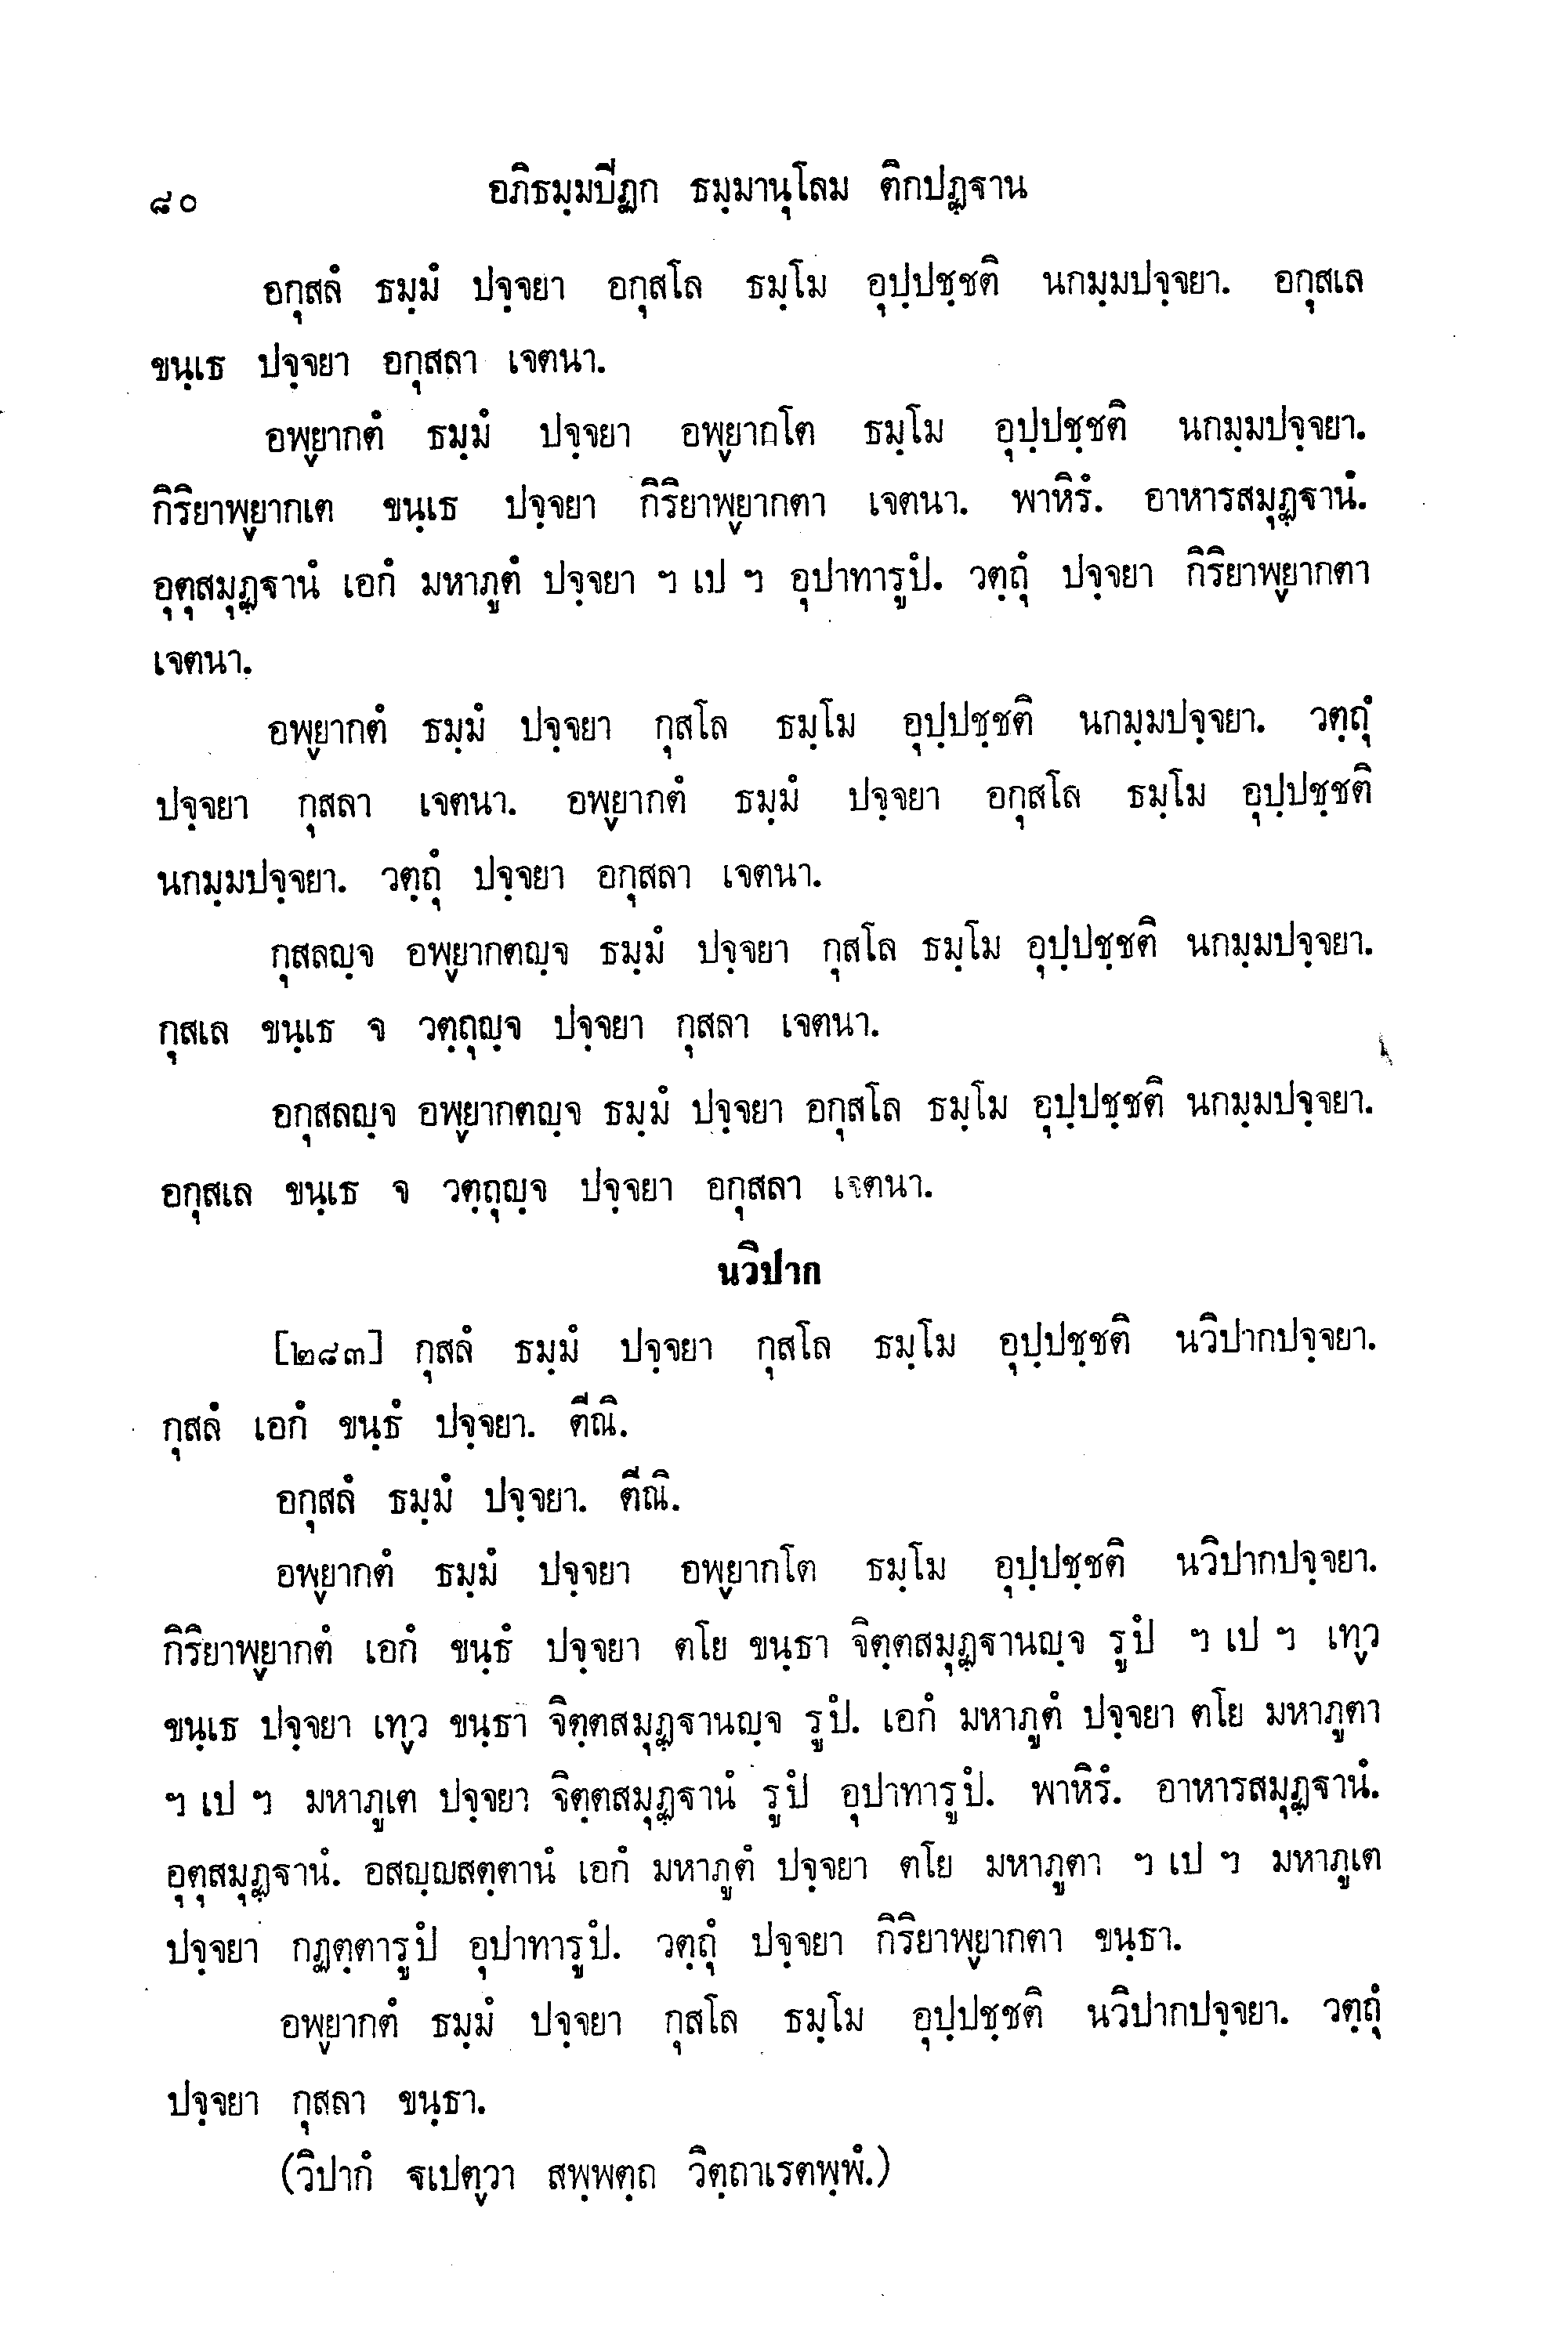 ๘๐ อภิธมฺมปีฏก ธมฺมานุโลม ติกปฏฺฐาน
อกุสลํ ธมฺมํ ปจฺจยา อกุสโล ธมฺโม อุปฺปชฺชติ นกมฺมปจฺจยา. อกุสเล
ขนฺเธ ปจฺจยา อกุสลา เจตนา.
อพฺยากตํ ธมฺมํ ปจฺจยา อพฺยากโต ธมฺโม อุปฺปชฺชติ นกมฺมปจฺจยา.
กิริยาพฺยากเต ขนฺเธ ปจฺจยา กิริยาพฺยากตา เจตนา. พาหิรํ. อาหารสมุฏฺฐานํ.
อุตุสมุฏฺฐานํ เอกํ มหาภูตํ ปจฺจยา ฯ เป ฯ อุปาทารูปํ. วตฺถุํ ปจฺจยา กิริยาพฺยากตา
เจตนา.
อพฺยากตํ ธมฺมํ ปจฺจยา กุสโล ธมฺโม อุปฺปชฺชติ นกมฺมปจฺจยา. วตฺถุํ
ปจฺจยา กุสลา เจตนา. อพฺยากตํ ธมฺมํ ปจฺจยา อกุสโล ธมฺโม อุปฺปชฺชติ
นกมฺมปจฺจยา. วตฺถุํ ปจฺจยา อกุสลา เจตนา.
กุสลญฺจ อพฺยากตญฺจ ธมฺมํ ปจฺจยา กุสโล ธมฺโม อุปฺปชฺชติ นกมฺมปจฺจยา.
กุสเล ขนฺเธ จ วตฺถุญฺจ ปจฺจยา กุสลา เจตนา.
อกุสลญฺจ อพฺยากตญฺจ ธมฺมํ ปจฺจยา อกุสโล ธมฺโม อุปฺปชฺชติ นกมฺมปจฺจยา.
อกุสเล ขนฺเธ จ วตฺถุญฺจ ปจฺจยา อกุสลา เจตนา.
นวิปาก
[๒๘๓] กุสลํ ธมฺมํ ปจฺจยา กุสโล ธมฺโม อุปฺปชฺชติ นวิปากปจฺจยา.
กุสลํ เอกํ ขนฺธํ ปจฺจยา. ตีณิ.
อกุสลํ ธมฺมํ ปจฺจยา. ตีณิ.
อพฺยากตํ ธมฺมํ ปจฺจยา อพฺยากโต ธมฺโม อุปฺปชฺชติ นวิปากปจฺจยา.
กิริยาพฺยากตํ เอกํ ขนฺธํ ปจฺจยา ตโย ขนฺธา จิตฺตสมุฏฺฐานญฺจ รูปํ ฯ เป ฯ เทฺว
ขนฺเธ ปจฺจยา เทฺว ขนฺธา จิตฺตสมุฏฺฐานญฺจ รูปํ. เอกํ มหาภูตํ ปจฺจยา ตโย มหาภูตา
ฯ เป ฯ มหาภูเต ปจฺจยา จิตฺตสมุฏฺฐานํ รูปํ อุปาทารูปํ. พาหิรํ. อาหารสมุฏฺฐานํ.
อุตุสมุฏฺฐานํ. อสญฺญสตฺตานํ เอกํ มหาภูตํ ปจฺจยา ตโย มหาภูตา ฯ เป ฯ มหาภูเต
ปจฺจยา กฏตฺตารูปํ อุปาทารูปํ. วตฺถุํ ปจฺจยา กิริยาพฺยากตา ขนฺธา.
อพฺยากตํ ธมฺมํ ปจฺจยา กุสโล ธมฺโม อุปฺปชฺชติ นวิปากปจฺจยา. วตฺถุํ
ปจฺจยา กุสลา ขนฺธา.
(วิปากํ ฐเปตฺวา สพฺพตฺถ วิตฺถาเรตพฺพํ.)